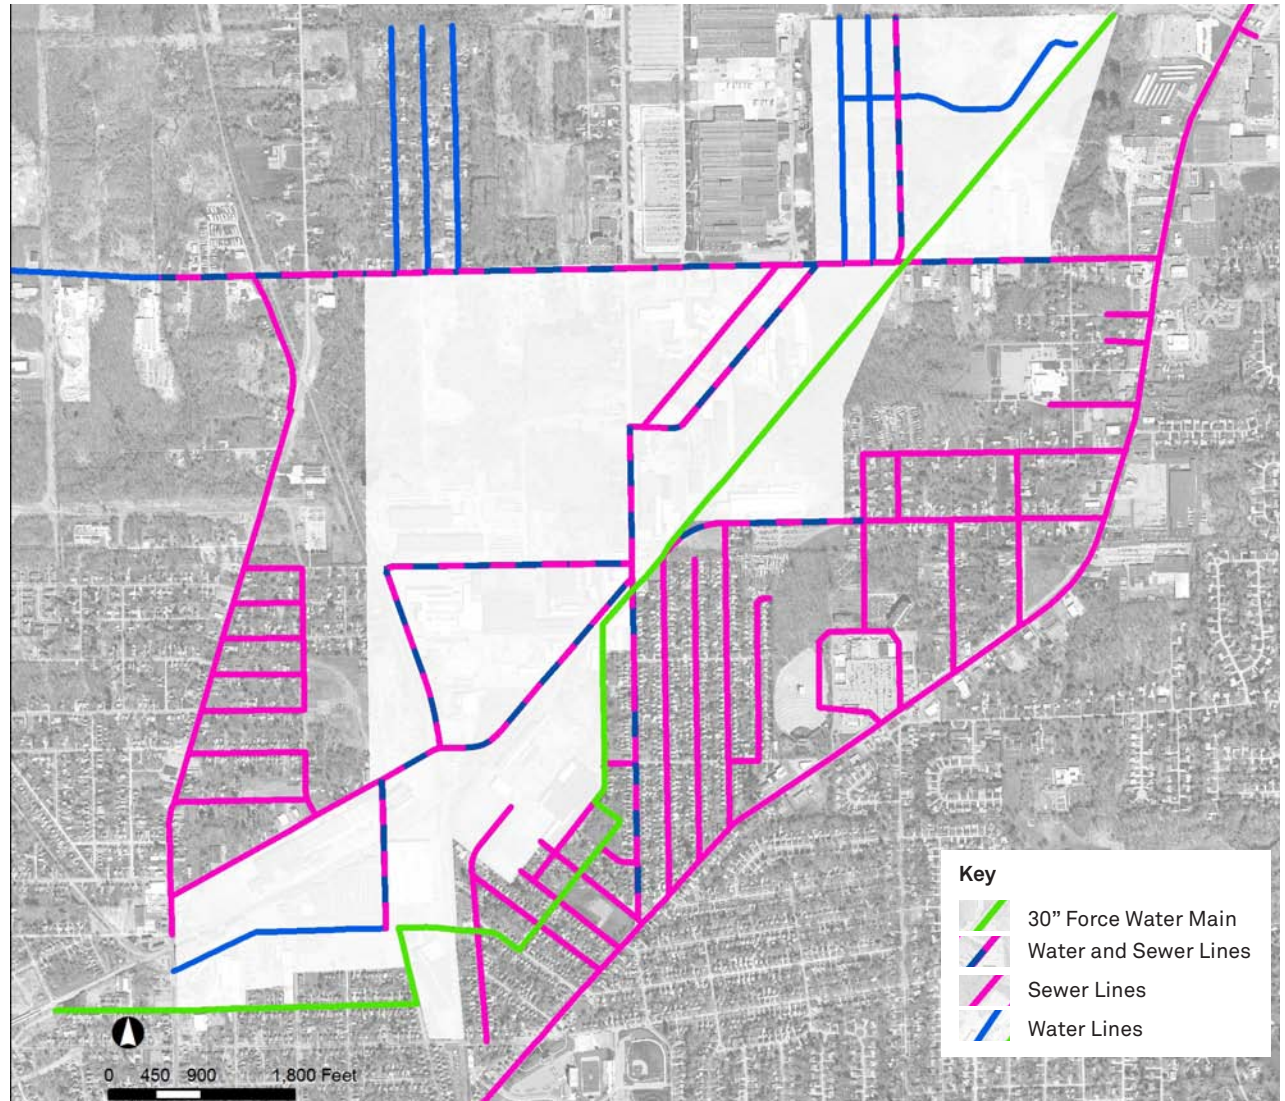 Key
30” Force Water Main
Water and Sewer Lines
Sewer Lines
Water Lines
0 450 900 1,800 Feet